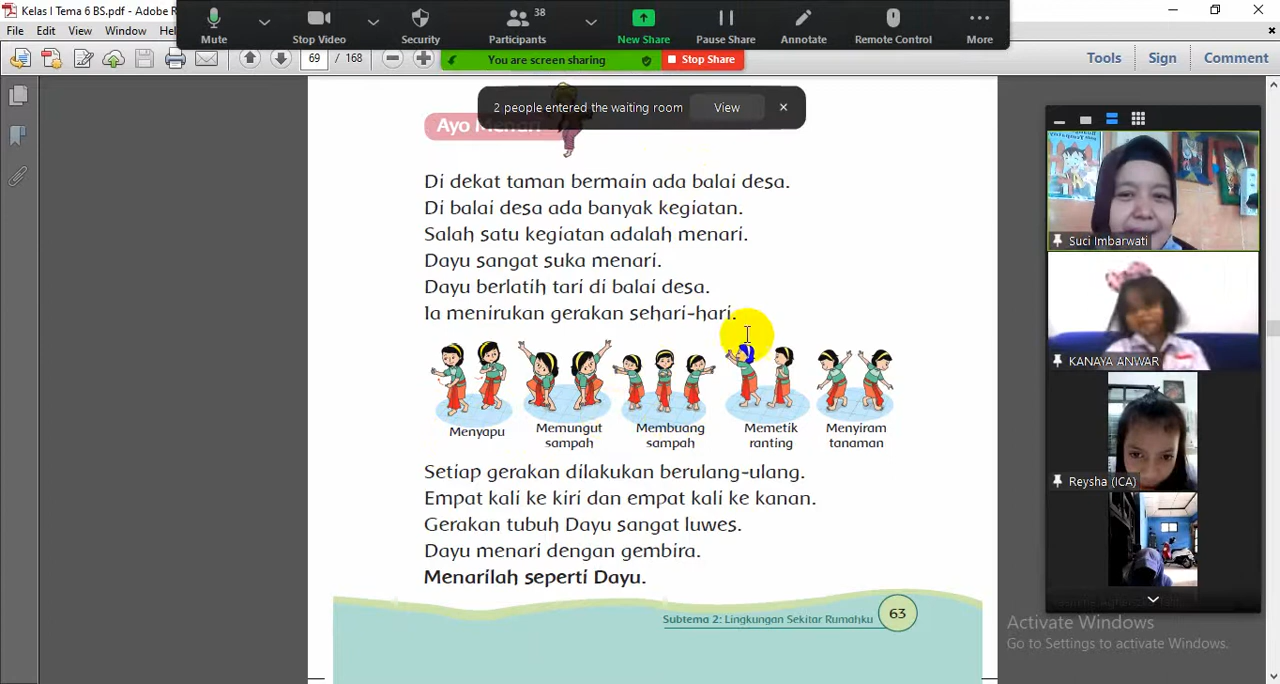 Kelas I Tema 6 BS.pdf - Adobe R
Mute
Stop Video
Security
Participants
38
New Share
Pause Share
Annotate
Remote Control
More
File Edit View Window
69 / 168
You are screen sharing
Stop Share
Tools Sign Comment
2 people entered the waiting room View
Ayo Menari
Di dekat taman bermain ada balai desa.
Di balai desa ada banyak kegiatan.
Salah satu kegiatan adalah menari.
Dayu sangat suka menari.
Dayu berlatih tari di balai desa.
Ia menirukan gerakan sehari-hari.
Menyapu
Memungut
sampah
Membuang
sampah
Memetik
ranting
Menyiram
tanaman
Setiap gerakan dilakukan berulang-ulang.
Empat kali ke kiri dan empat kali ke kanan.
Gerakan tubuh Dayu sangat luwes.
Dayu menari dengan gembira.
Menarilah seperti Dayu.
Subtema 2: Lingkungan Sekitar Rumahku
63
Suci Imbarwati
KANAYA ANWAR
Reysha (ICA)
Activate Windows
Go to Settings to activate Windows.